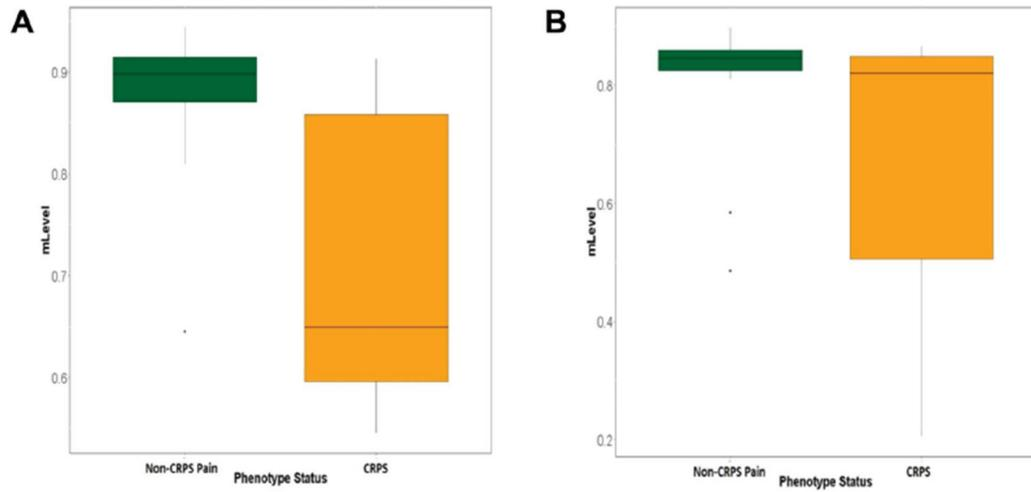 A
mLevel
0.9
0.8
0.7
0.6
Non-CRPS Pain
CRPS
Phenotype Status
B
mLevel
0.8
0.6
0.4
0.2
Non-CRPS Pain
CRPS
Phenotype Status